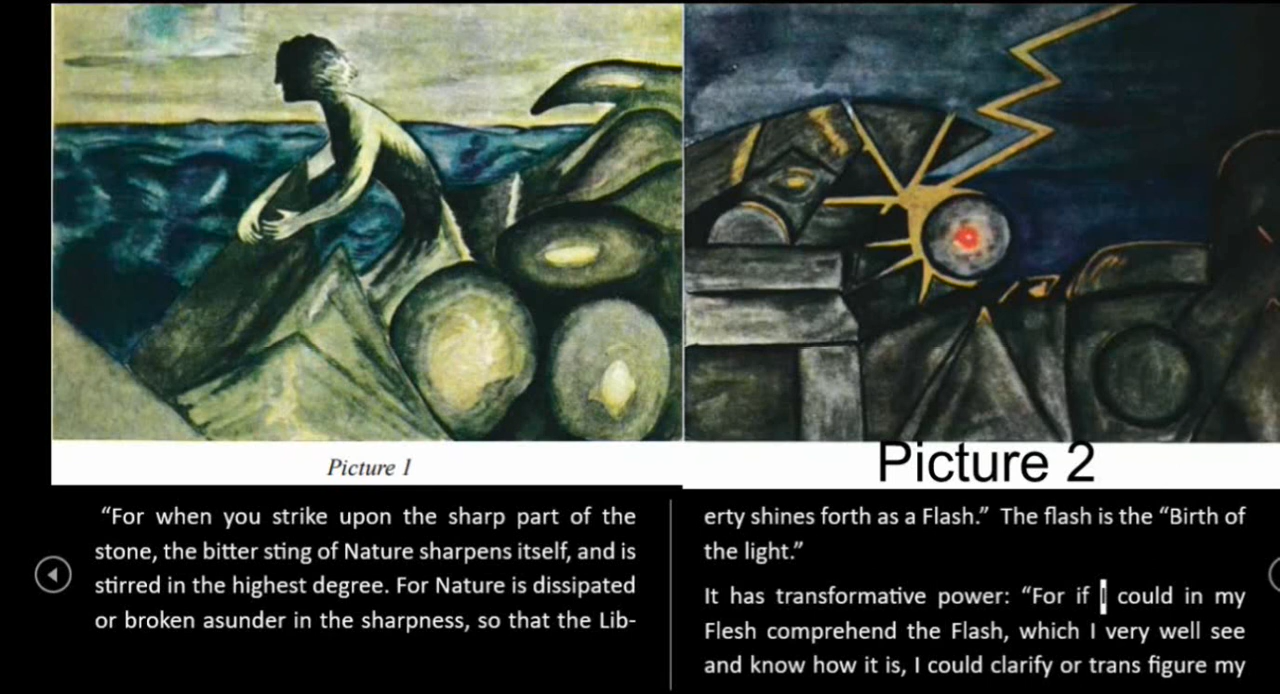 Picture 1
Picture 2
“For when you strike upon the sharp part of the
stone, the bitter sting of Nature sharpens itself, and is
stirred in the highest degree. For Nature is dissipated
or broken asunder in the sharpness, so that the Lib-
erty shines forth as a Flash.” The flash is the “Birth of
the light.”
It has transformative power: “For if I could in my
Flesh comprehend the Flash, which I very well see
and know how it is, I could clarify or trans figure my